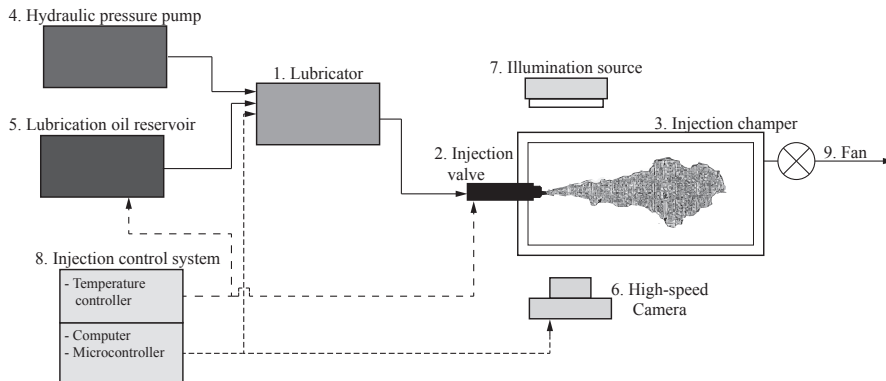 4. Hydraulic pressure pump
1. Lubricator
7. Illumination source
5. Lubrication oil reservoir
3. Injection champer
2. Injection
valve
9. Fan
8. Injection control system
- Temperature
controller
- Computer
- Microcontroller
6. High-speed
Camera